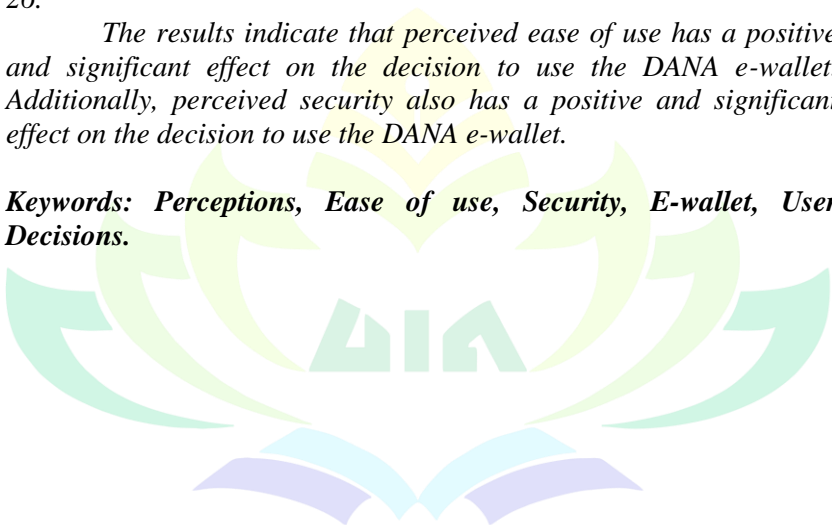 20.
The results indicate that perceived ease of use has a positive
and significant effect on the decision to use the DANA e-wallet.
Additionally, perceived security also has a positive and significant
effect on the decision to use the DANA e-wallet.
Keywords: Perceptions, Ease of use, Security, E-wallet, User
Decisions.